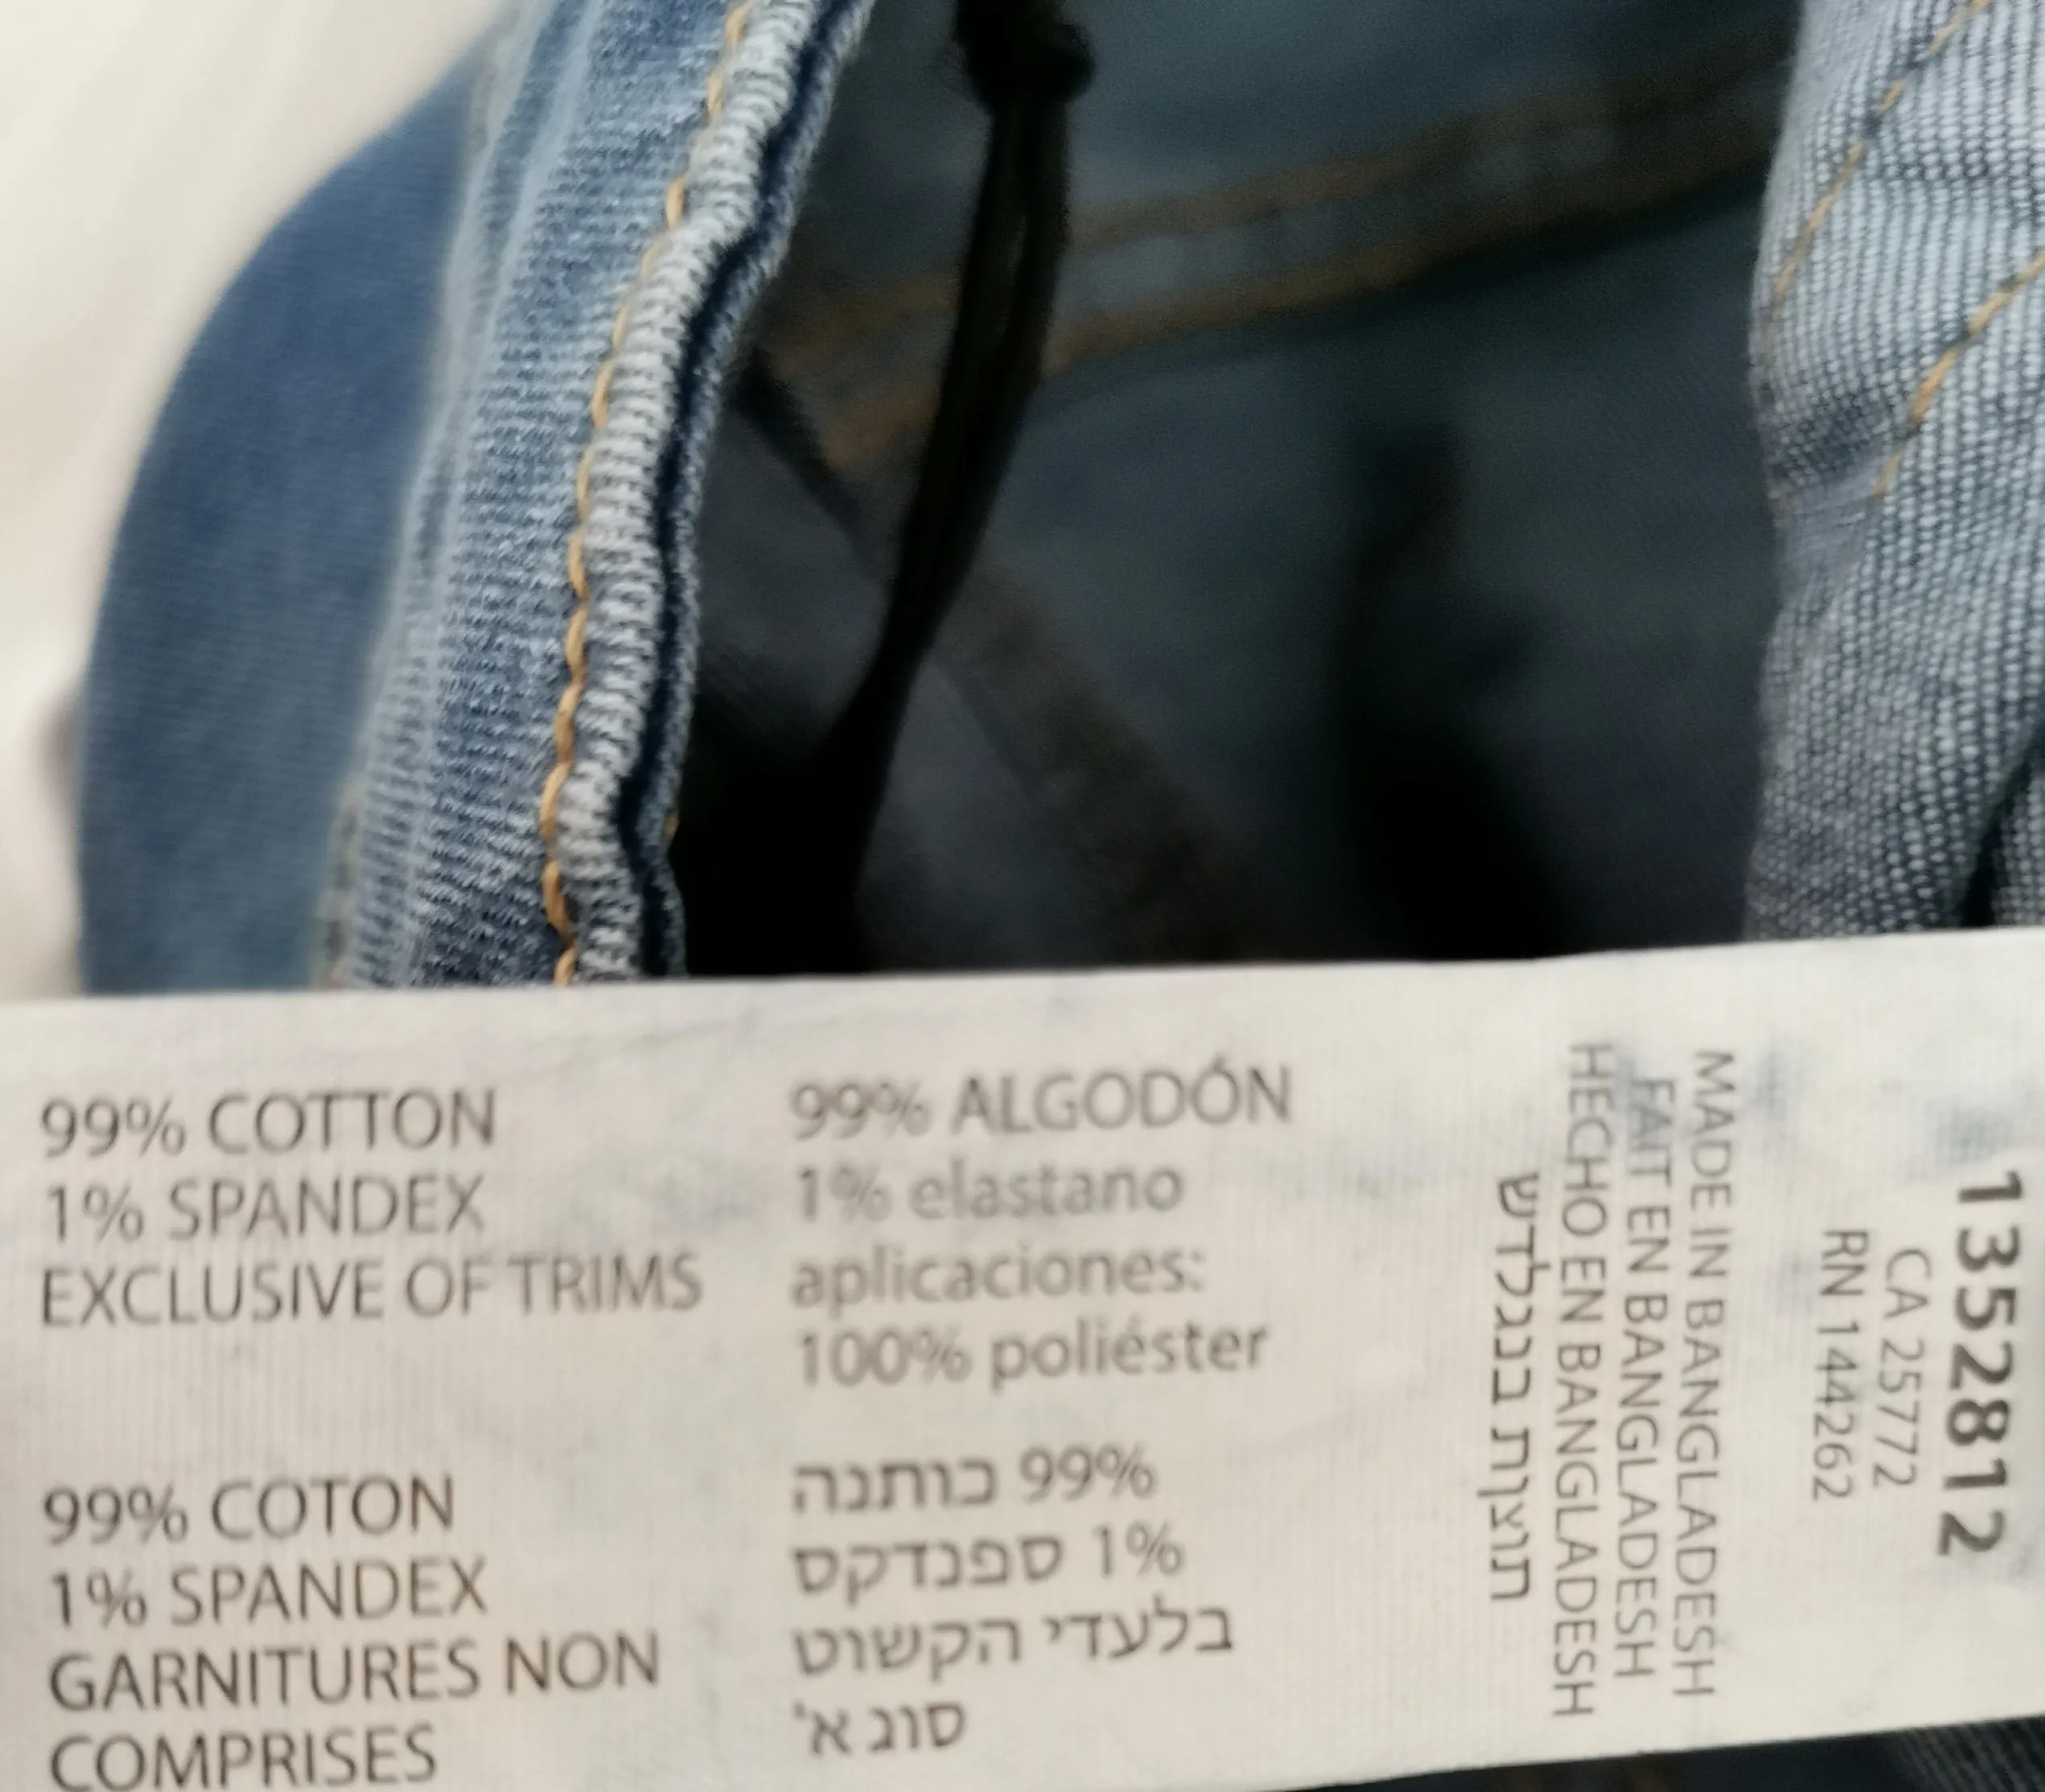 99% COTTON
1% SPANDEX
EXCLUSIVE OF TRIMS
99% COTON
1% SPANDEX
GARNITURES NON
COMPRISES
99% ALGODÓN
1% elastano
aplicaciones:
100% poliéster
99% כותנה
1% ספנדקס
בלעדי הקשוט
סוג א'
1352812
CA 25772
RN 144262
MADE IN BANGLADESH
FAIT EN BANGLADESH
HECHO EN BANGLADESH
תוצרת בנגלדש